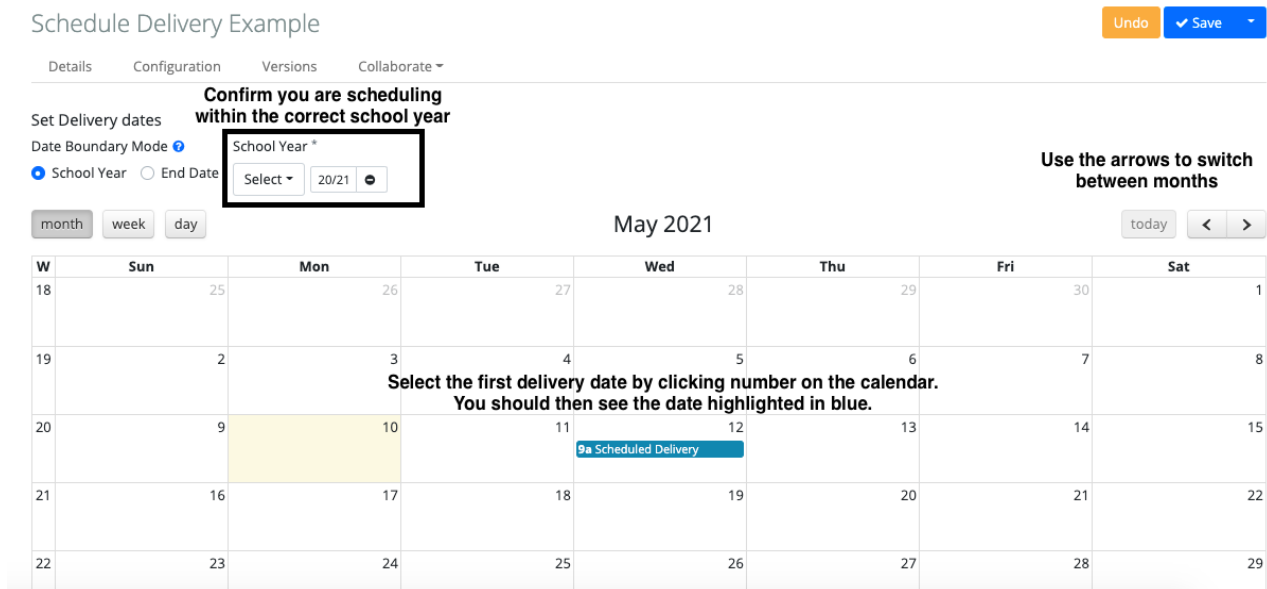 Schedule Delivery Example
Undo
Save
Details Configuration Versions Collaborate
Confirm you are scheduling
within the correct school year
Set Delivery dates
Date Boundary Mode ?
School Year End Date
School Year *
Select 20/21
Use the arrows to switch
between months
month week day
May 2021
today < >
W Sun Mon Tue Wed Thu Fri Sat
18 25 26 27 28 29 30 1
19 2 3 4 5 6 7 8
Select the first delivery date by clicking number on the calendar.
You should then see the date highlighted in blue.
20 9 10 11 12 13 14 15
9a Scheduled Delivery
21 16 17 18 19 20 21 22
22 23 24 25 26 27 28 29